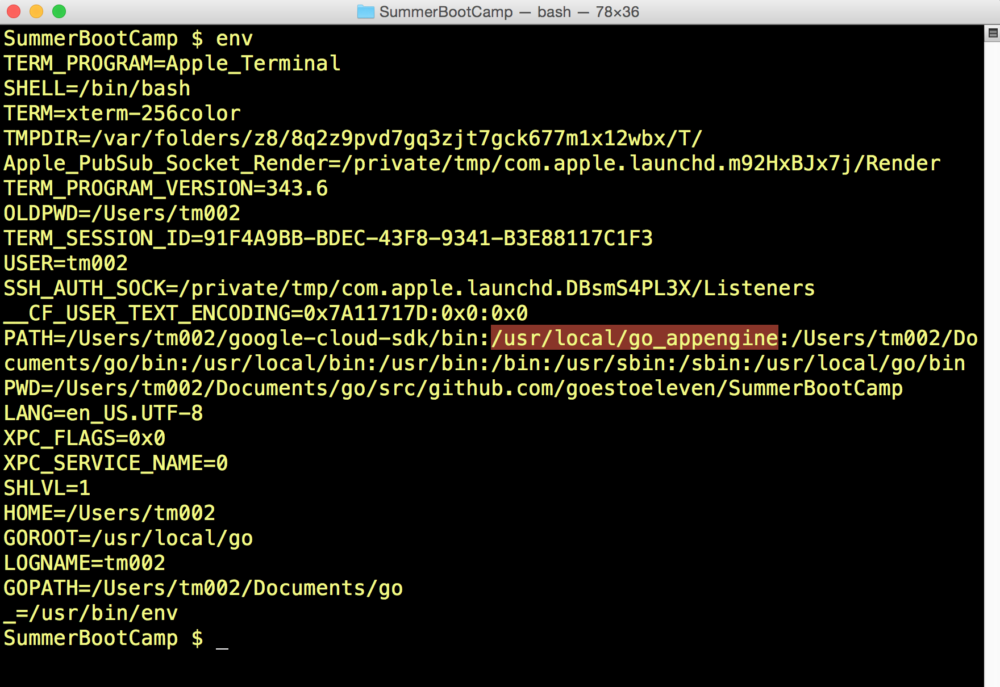 SummerBootCamp — bash — 78×36
SummerBootCamp $ env
TERM_PROGRAM=Apple_Terminal
SHELL=/bin/bash
TERM=xterm-256color
TMPDIR=/var/folders/z8/8q2z9pvd7gq3zjt7gck677m1x12wbx/T/
Apple_PubSub_Socket_Render=/private/tmp/com.apple.launchd.m92HxBJx7j/Render
TERM_PROGRAM_VERSION=343.6
OLDPWD=/Users/tm002
TERM_SESSION_ID=91F4A9BB-BDEC-43F8-9341-B3E88117C1F3
USER=tm002
SSH_AUTH_SOCK=/private/tmp/com.apple.launchd.DBsmS4PL3X/Listeners
__CF_USER_TEXT_ENCODING=0x7A11717D:0x0:0x0
PATH=/Users/tm002/google-cloud-sdk/bin:/usr/local/go_appengine:/Users/tm002/Do
cuments/go/bin:/usr/local/bin:/usr/bin:/bin:/usr/sbin:/sbin:/usr/local/go/bin
PWD=/Users/tm002/Documents/go/src/github.com/goestoeleven/SummerBootCamp
LANG=en_US.UTF-8
XPC_FLAGS=0x0
XPC_SERVICE_NAME=0
SHLVL=1
HOME=/Users/tm002
GOROOT=/usr/local/go
LOGNAME=tm002
GOPATH=/Users/tm002/Documents/go
_=/usr/bin/env
SummerBootCamp $ _